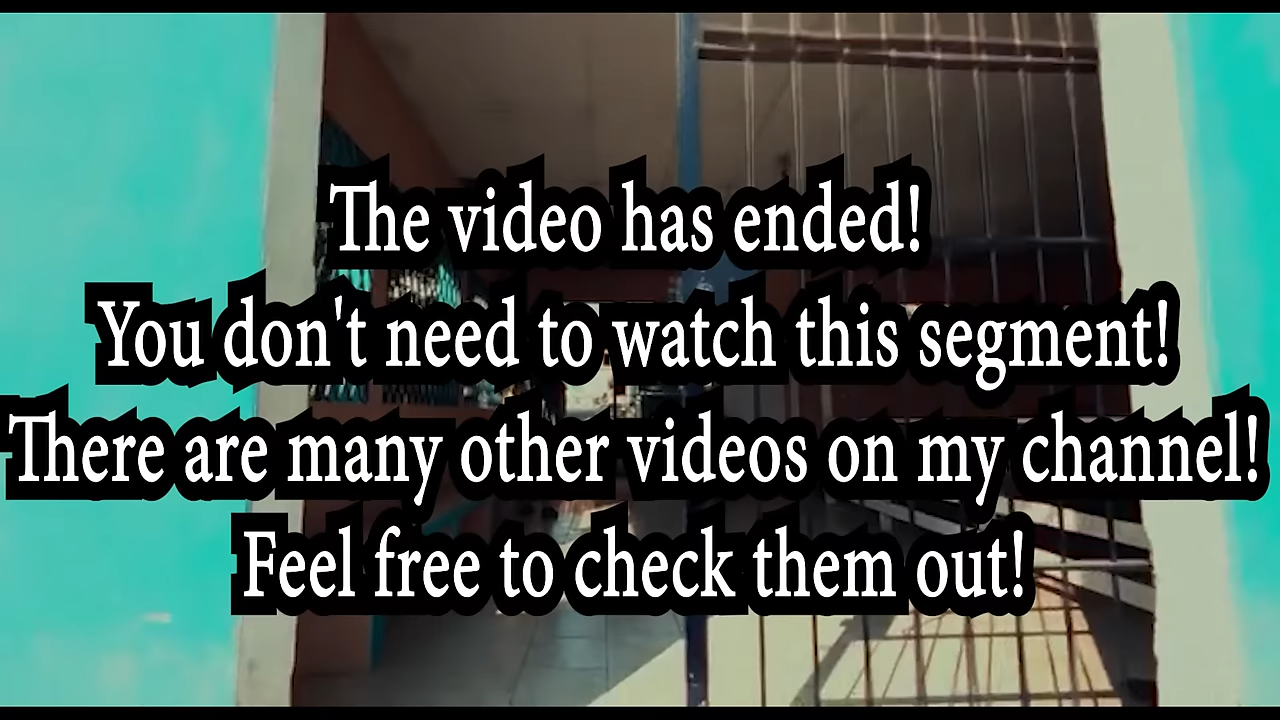 The video has ended!
You don't need to watch this segment!
There are many other videos on my channel!
Feel free to check them out!